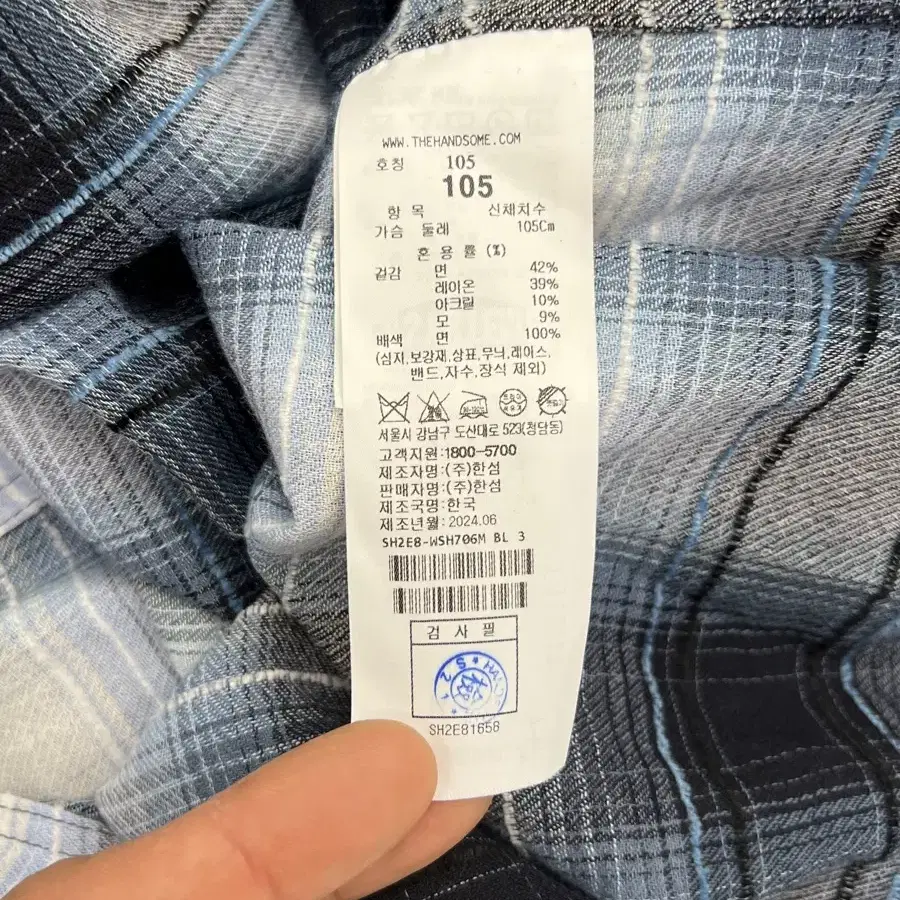 WWW.THEHANDSOME.COM
호칭 105
105
항 목 신체치수
가슴 둘레 105Cm
혼 용 률 (%)
겉감 면 42%
레이온 39%
아크릴 10%
모 9%
배색 면 100%
(심지,보강재,상표,무늬,레이스,
밴드,자수,장식 제외)
서울시 강남구 도산대로 523(청담동)
고객지원:1800-5700
제조자명:(주)한섬
판매자명:(주)한섬
제조국명:한국
제조년월:2024.06
SH2E8-WSH706M BL 3
검 사 필
SH2E81656